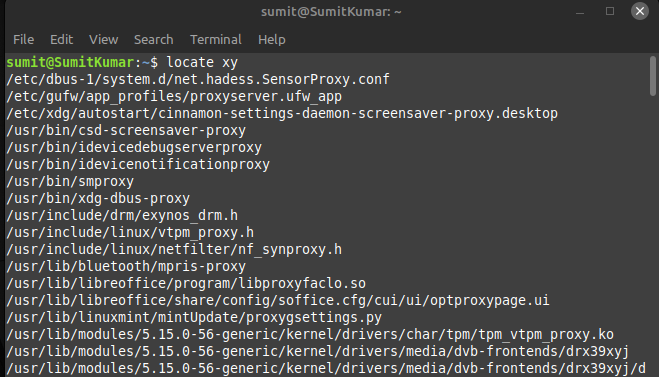 sumit@SumitKumar: ~
File Edit View Search Terminal Help
sumit@SumitKumar:~$ locate xy
/etc/dbus-1/system.d/net.hadess.SensorProxy.conf
/etc/gufw/app_profiles/proxyserver.ufw_app
/etc/xdg/autostart/cinnamon-settings-daemon-screensaver-proxy.desktop
/usr/bin/csd-screensaver-proxy
/usr/bin/idevicedebugserverproxy
/usr/bin/idevicenotificationproxy
/usr/bin/smproxy
/usr/bin/xdg-dbus-proxy
/usr/include/drm/exynos_drm.h
/usr/include/linux/vtpm_proxy.h
/usr/include/linux/netfilter/nf_synproxy.h
/usr/lib/bluetooth/mpris-proxy
/usr/lib/libreoffice/program/libproxyfaclo.so
/usr/lib/libreoffice/share/config/soffice.cfg/cui/ui/optproxypage.ui
/usr/lib/linuxmint/mintUpdate/proxygsettings.py
/usr/lib/modules/5.15.0-56-generic/kernel/drivers/char/tpm/tpm_vtpm_proxy.ko
/usr/lib/modules/5.15.0-56-generic/kernel/drivers/media/dvb-frontends/drx39xyj
/usr/lib/modules/5.15.0-56-generic/kernel/drivers/media/dvb-frontends/drx39xyj/d